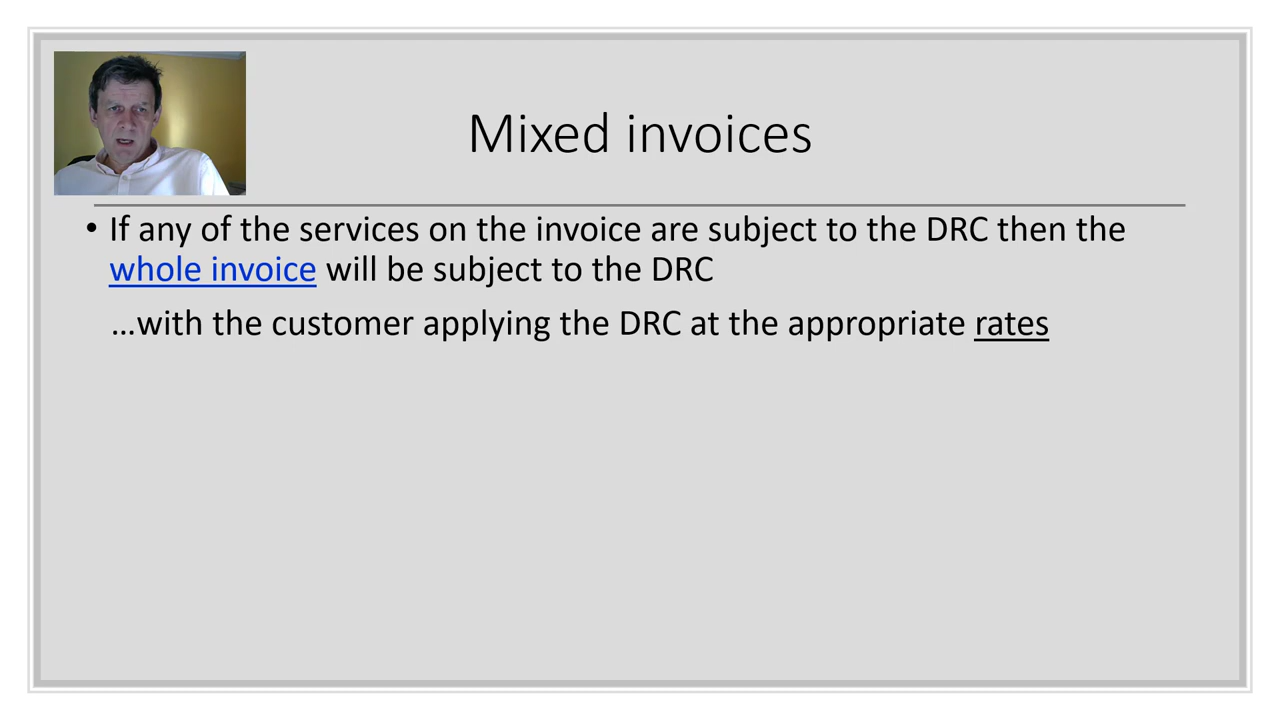 Mixed invoices
• If any of the services on the invoice are subject to the DRC then the
whole invoice will be subject to the DRC
…with the customer applying the DRC at the appropriate rates